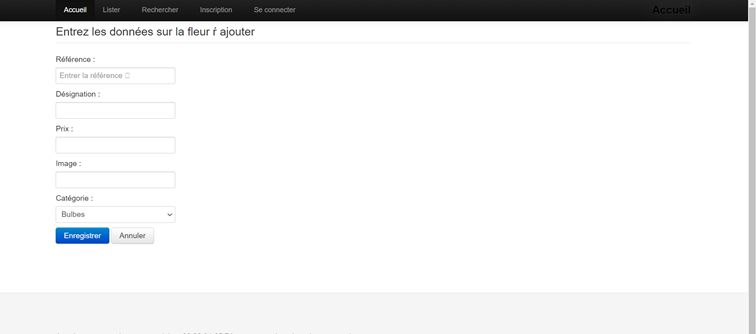 Accueil Lister Rechercher Inscription Se connecter Accueil
Entrez les données sur la fleur ŕ ajouter
Référence :
Entrer la référence
Désignation :
Prix :
Image :
Catégorie :
Bulbes
Enregistrer Annuler